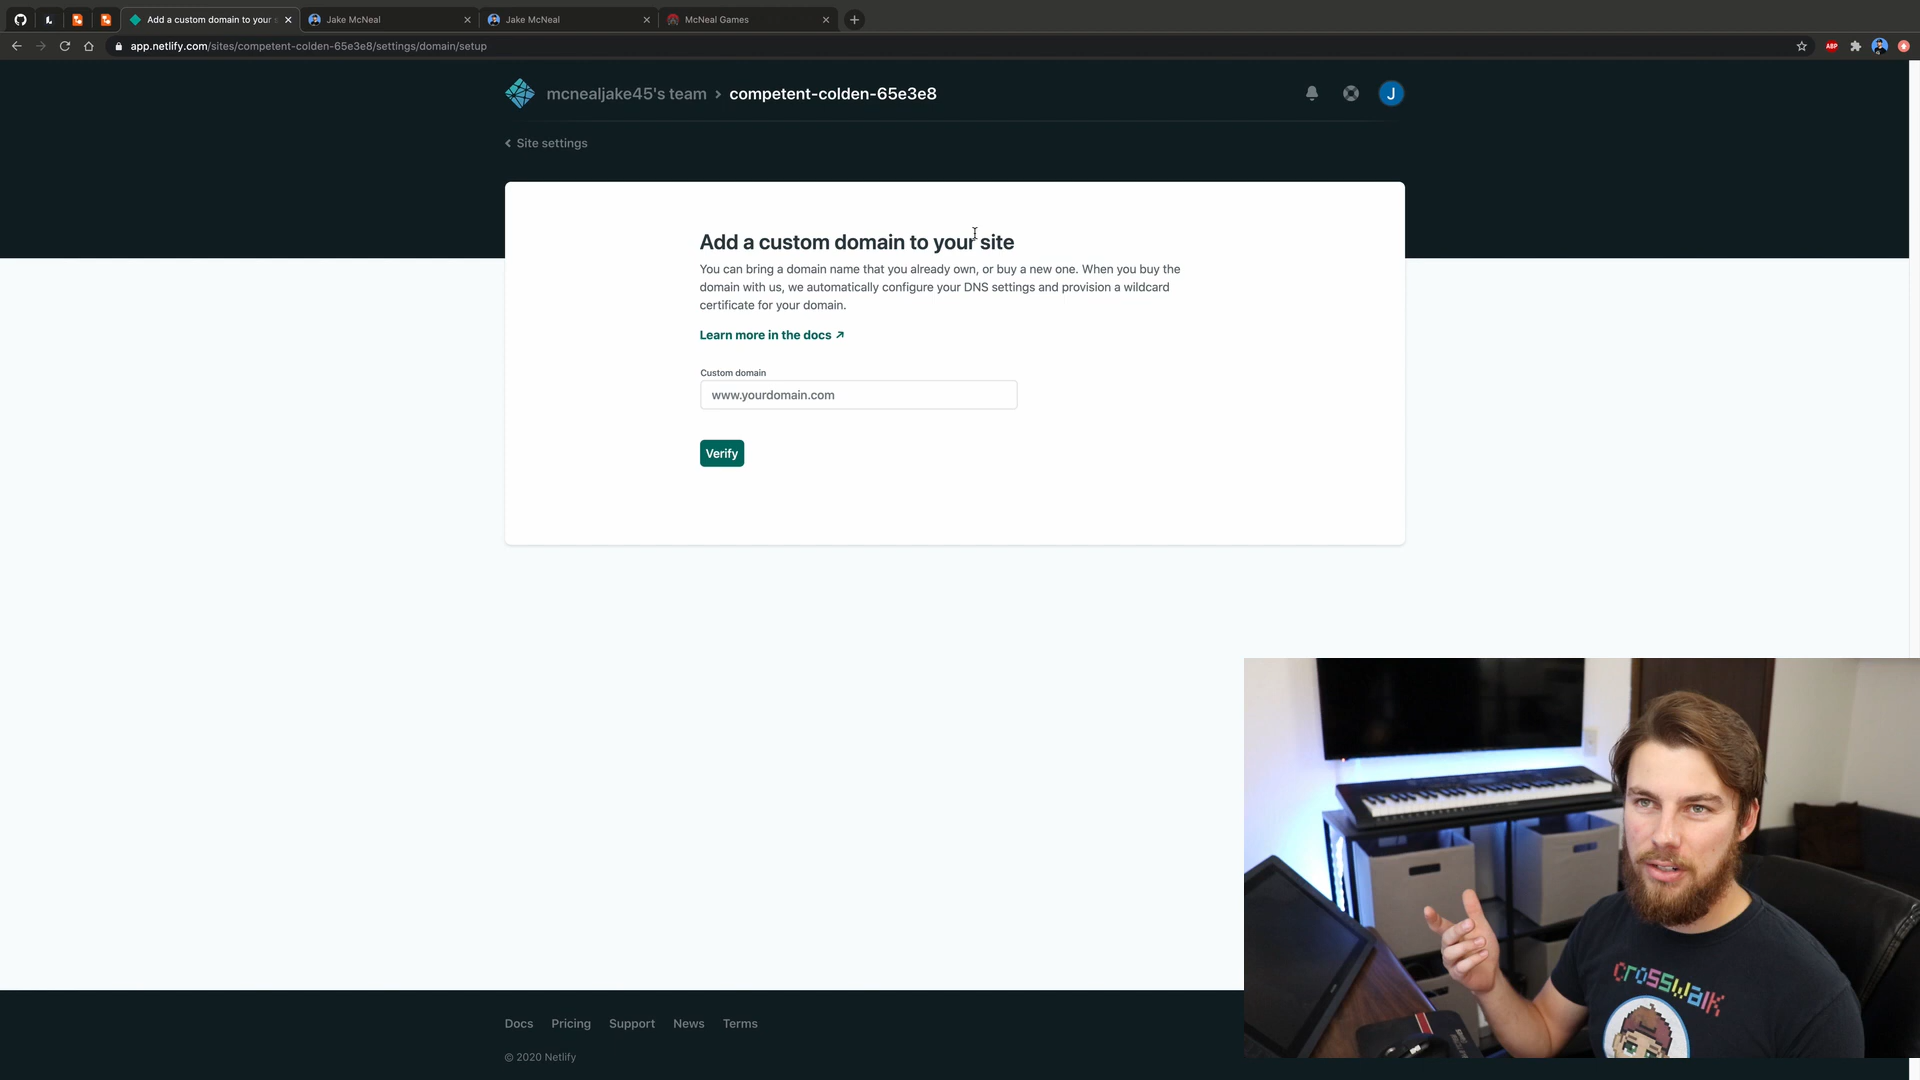 Add a custom domain to your s
Jake McNeal
Jake McNeal
McNeal Games
app.netlify.com/sites/competent-colden-65e3e8/settings/domain/setup
ABP
mcnealjake45's team > competent-colden-65e3e8
J
Site settings
Add a custom domain to your site
You can bring a domain name that you already own, or buy a new one. When you buy the
domain with us, we automatically configure your DNS settings and provision a wildcard
certificate for your domain.
Learn more in the docs ↗
Custom domain
www.yourdomain.com
Verify
crosswalk
Docs Pricing Support News Terms
© 2020 Netlify